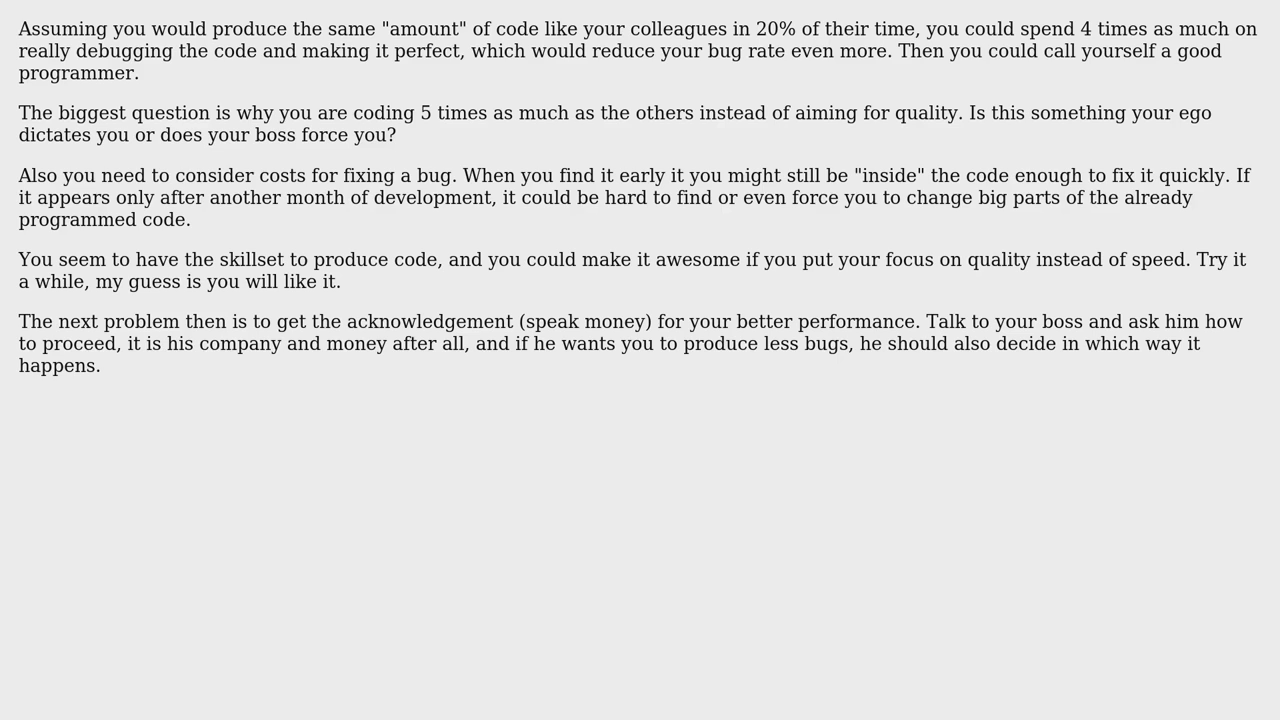 Assuming you would produce the same "amount" of code like your colleagues in 20% of their time, you could spend 4 times as much on
really debugging the code and making it perfect, which would reduce your bug rate even more. Then you could call yourself a good
programmer.
The biggest question is why you are coding 5 times as much as the others instead of aiming for quality. Is this something your ego
dictates you or does your boss force you?
Also you need to consider costs for fixing a bug. When you find it early it you might still be "inside" the code enough to fix it quickly. If
it appears only after another month of development, it could be hard to find or even force you to change big parts of the already
programmed code.
You seem to have the skillset to produce code, and you could make it awesome if you put your focus on quality instead of speed. Try it
a while, my guess is you will like it.
The next problem then is to get the acknowledgement (speak money) for your better performance. Talk to your boss and ask him how
to proceed, it is his company and money after all, and if he wants you to produce less bugs, he should also decide in which way it
happens.